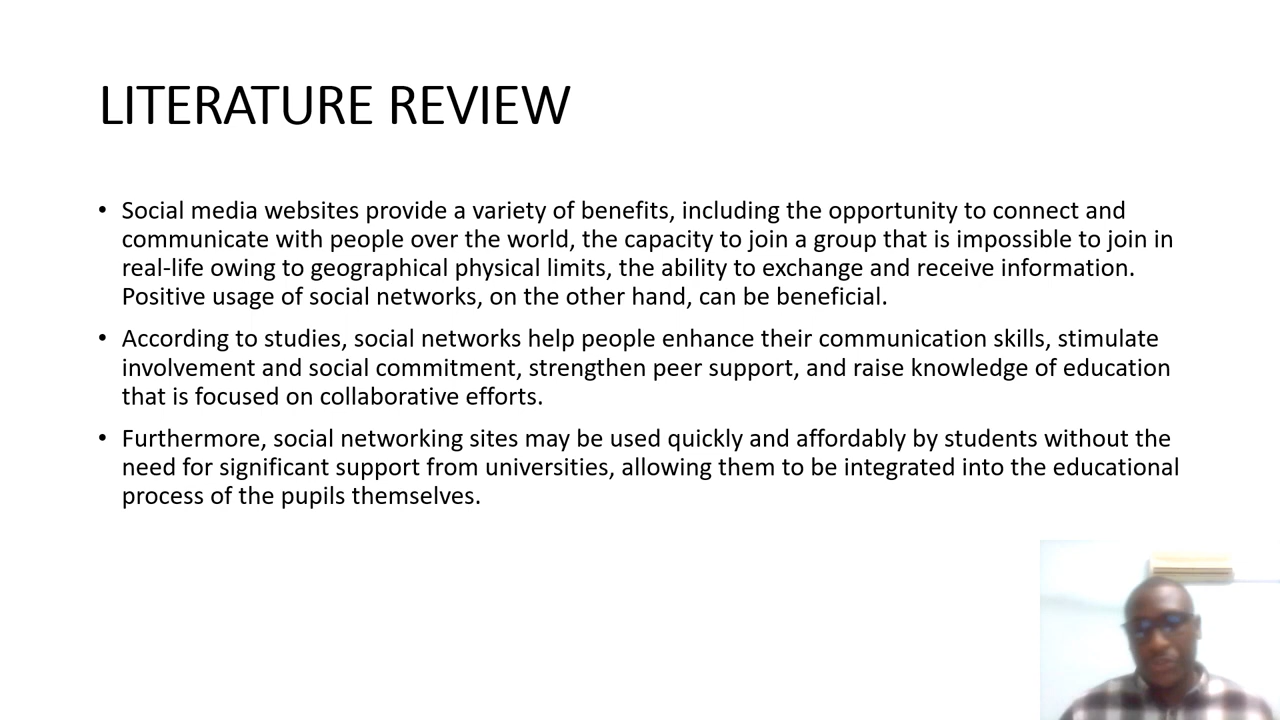 LITERATURE REVIEW
• Social media websites provide a variety of benefits, including the opportunity to connect and
communicate with people over the world, the capacity to join a group that is impossible to join in
real-life owing to geographical physical limits, the ability to exchange and receive information.
Positive usage of social networks, on the other hand, can be beneficial.
• According to studies, social networks help people enhance their communication skills, stimulate
involvement and social commitment, strengthen peer support, and raise knowledge of education
that is focused on collaborative efforts.
• Furthermore, social networking sites may be used quickly and affordably by students without the
need for significant support from universities, allowing them to be integrated into the educational
process of the pupils themselves.